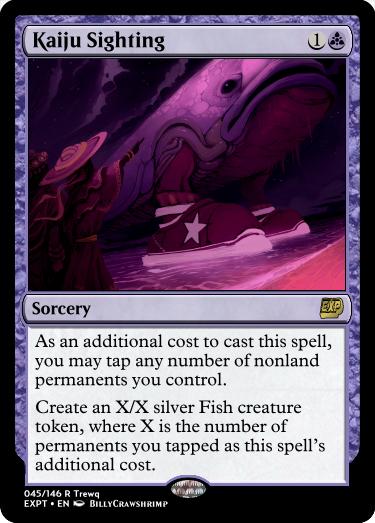 Kaiju Sighting 1
Sorcery EXP
As an additional cost to cast this spell,
you may tap any number of nonland
permanents you control.
Create an X/X silver Fish creature
token, where X is the number of
permanents you tapped as this spell's
additional cost.
045/146 R Trewq
EXPT • EN BillyCrawshrimp